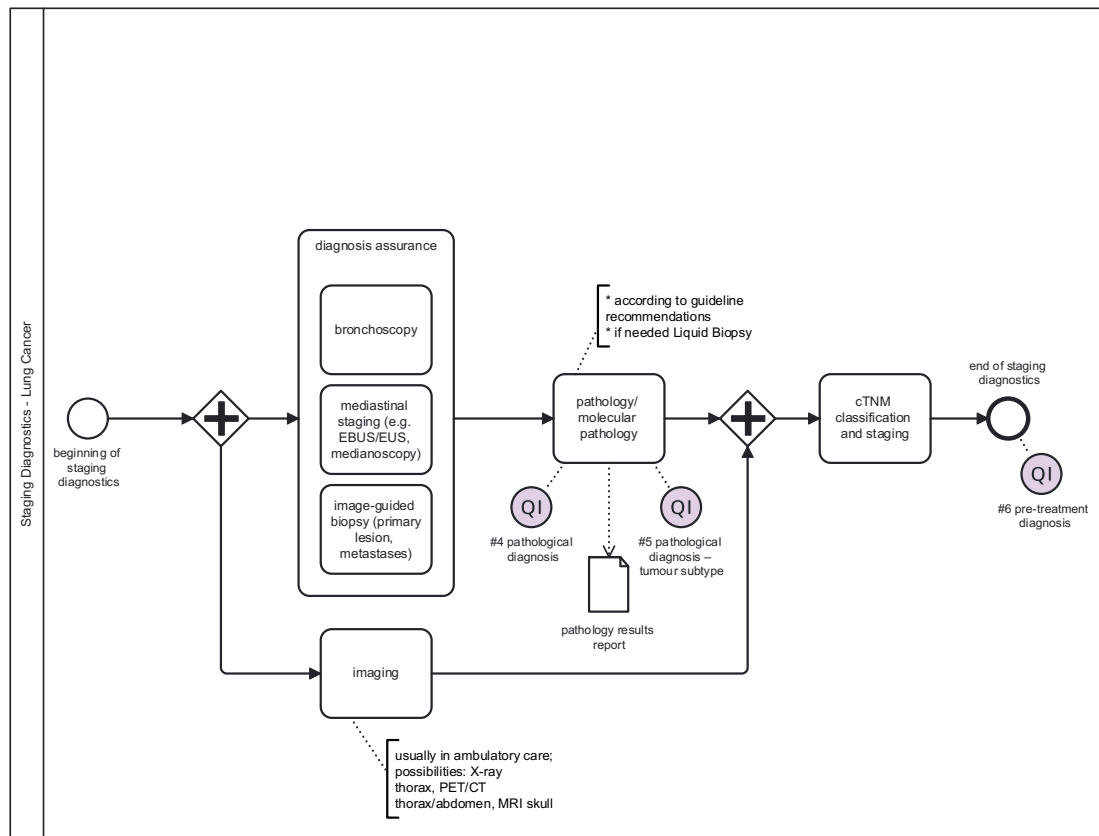 Staging Diagnostics - Lung Cancer
beginning of
staging
diagnostics
diagnosis assurance
bronchoscopy
mediastinal
staging (e.g.
EBUS/EUS,
medianoscopy)
image-guided
biopsy (primary
lesion,
metastases)
imaging
usually in ambulatory care;
possibilities: X-ray
thorax, PET/CT
thorax/abdomen, MRI skull
* according to guideline
recommendations
* if needed Liquid Biopsy
pathology/
molecular
pathology
QI
#4 pathological
diagnosis
QI
#5 pathological
diagnosis –
tumour subtype
pathology results
report
cTNM
classification
and staging
end of staging
diagnostics
QI
#6 pre-treatment
diagnosis